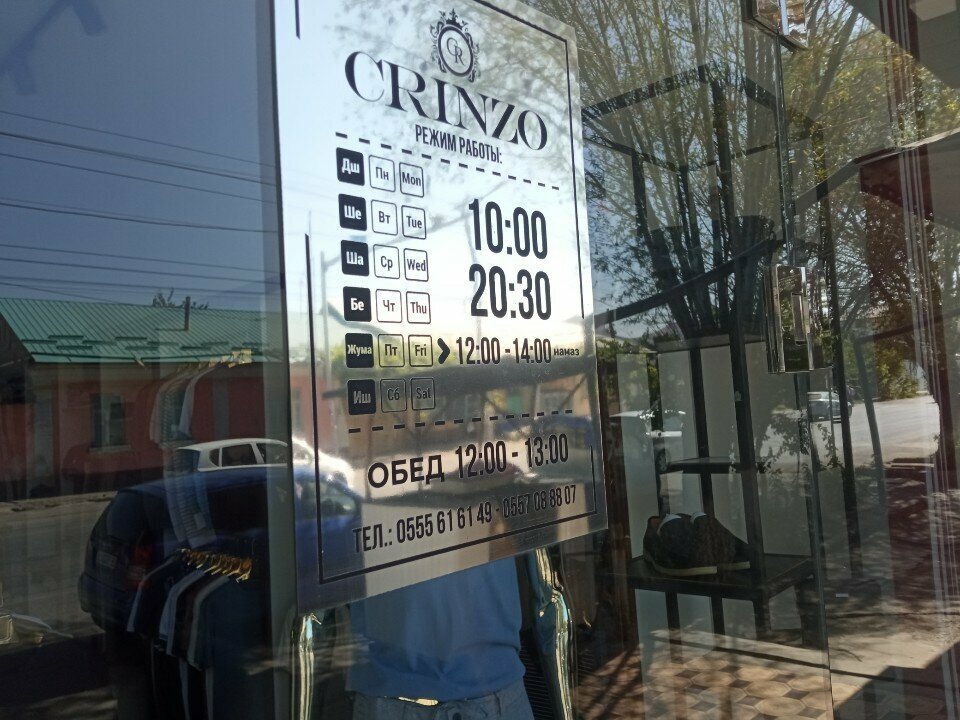 CR
CRINZO
РЕЖИМ РАБОТЫ:
Дш Пн Mon
Ше Вт Tue
Ша Ср Wed
Бе Чт Thu
Жума Пт Fri 12:00 -14:00 намаз
Иш Сб Sat
10:00
20:30
ОБЕД 12:00 - 13:00
ТЕЛ.: 0555 61 61 49 - 0557 08 88 07